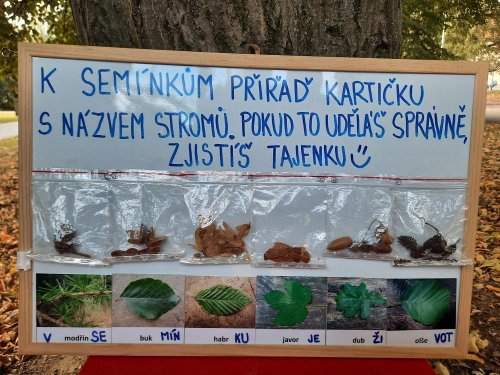 K SEMÍNKŮM PŘIŘAĎ KARTIČKU
S NÁZVEM STROMŮ. POKUD TO UDĚLÁŠ SPRÁVNĚ,
ZJISTÍŠ TAJENKU
V modřín SE buk MÍN habr KU javor JE dub ŽI olše VOT